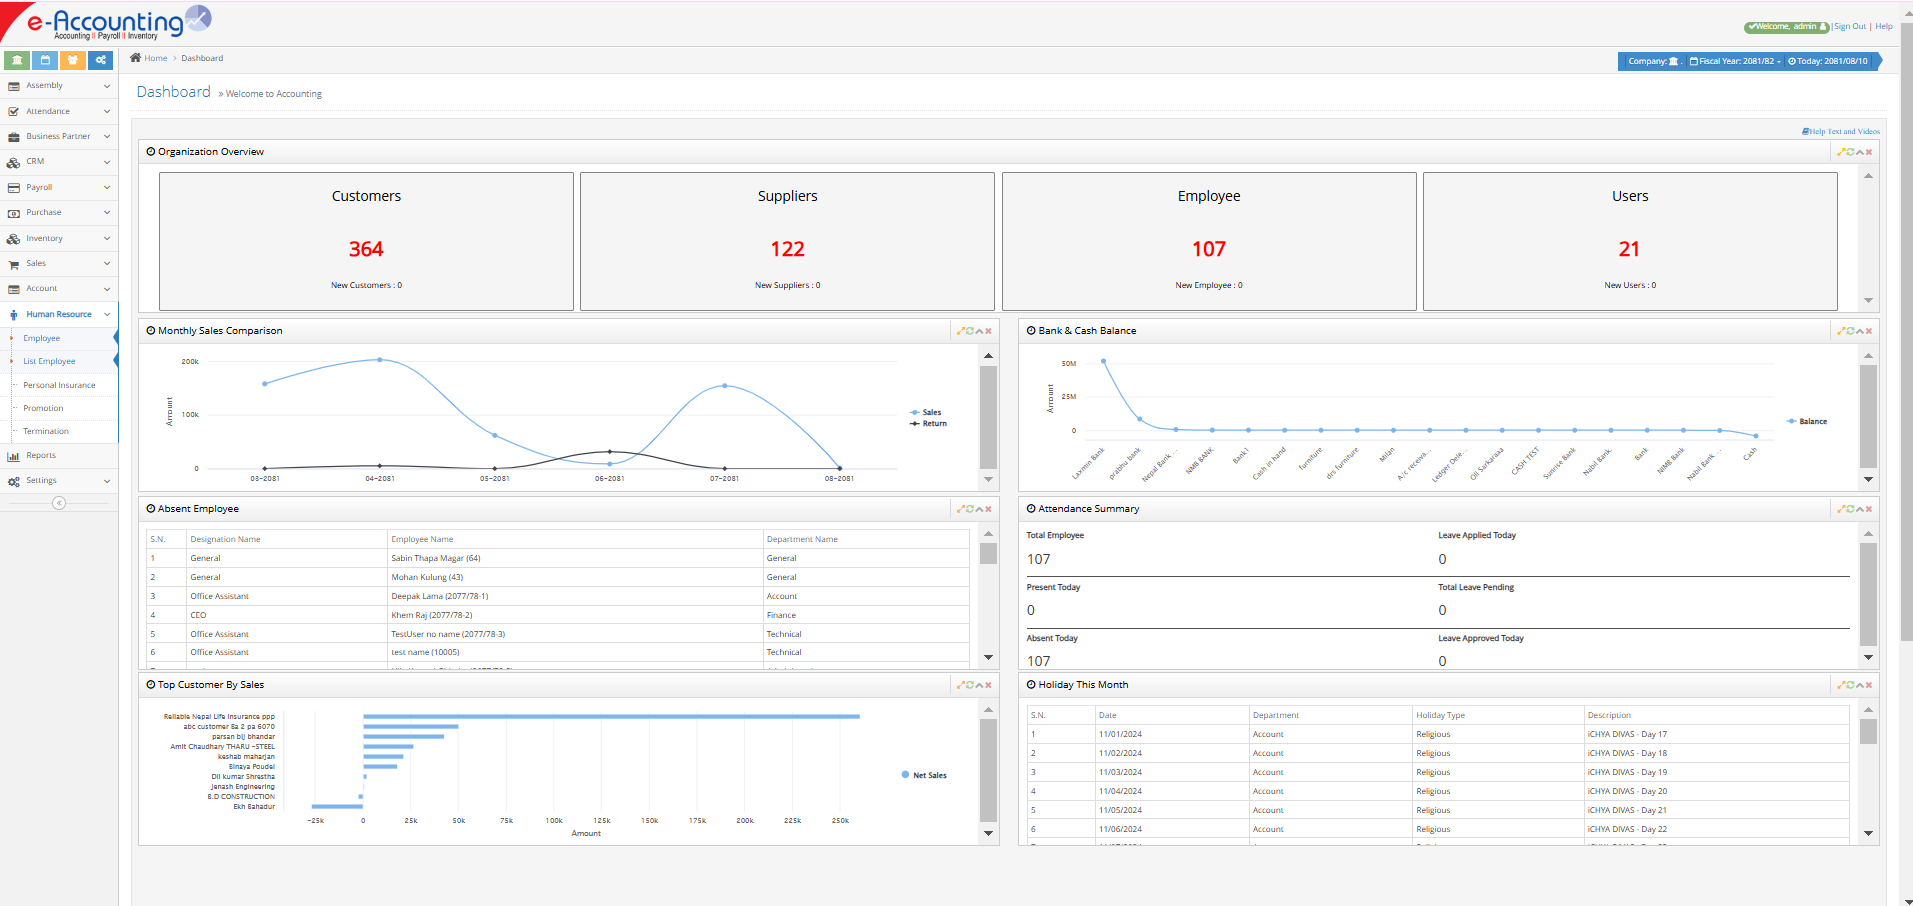 e-Accounting
Accounting || Payroll || Inventory
Welcome, admin | Sign Out | Help
Home > Dashboard
Company: . Fiscal Year: 2081/82 - Today: 2081/08/10
Assembly
Attendance
Business Partner
CRM
Payroll
Purchase
Inventory
Sales
Account
Human Resource
Employee
List Employee
Personal Insurance
Promotion
Termination
Reports
Settings
Dashboard » Welcome to Accounting
Help Text and Videos
Organization Overview
Customers
364
New Customers : 0
Suppliers
122
New Suppliers : 0
Employee
107
New Employee : 0
Users
21
New Users : 0
Monthly Sales Comparison
Amount
200k
100k
0
03-2081 04-2081 05-2081 06-2081 07-2081 08-2081
Sales
Return
Bank & Cash Balance
Amount
50M
25M
0
Laxmin Bank
prabhu bank
Nepal Bank ...
NMB BANK
Bank1
Cash in hand
furniture
drs furniture
Milan
A/c receiva...
Ledger Dele...
Oil Sarkaraaa
CASH TEST
Sunrise Bank
Nabil Bank.
Bank
NIMB Bank
Nabil Bank ...
Cash
Balance
Absent Employee
S.N. Designation Name Employee Name Department Name
1 General Sabin Thapa Magar (64) General
2 General Mohan Kulung (43) General
3 Office Assistant Deepak Lama (2077/78-1) Account
4 CEO Khem Raj (2077/78-2) Finance
5 Office Assistant TestUser no name (2077/78-3) Technical
6 Office Assistant test name (10005) Technical
Attendance Summary
Total Employee Leave Applied Today
107 0
Present Today Total Leave Pending
0 0
Absent Today Leave Approved Today
107 0
Top Customer By Sales
Reliable Nepal Life Insurance ppp
abc customer Ba 2 pa 6070
parsan bij bhandar
Amit Chaudhary THARU -STEEL
keshab maharjan
Binaya Poudel
Dil kumar Shrestha
Janash Engineering
B.D CONSTRUCTION
Ekh Bahadur
-25k 0 25k 50k 75k 100k 125k 150k 175k 200k 225k 250k
Amount
Net Sales
Holiday This Month
S.N. Date Department Holiday Type Description
1 11/01/2024 Account Religious iCHYA DIVAS - Day 17
2 11/02/2024 Account Religious iCHYA DIVAS - Day 18
3 11/03/2024 Account Religious iCHYA DIVAS - Day 19
4 11/04/2024 Account Religious iCHYA DIVAS - Day 20
5 11/05/2024 Account Religious iCHYA DIVAS - Day 21
6 11/06/2024 Account Religious iCHYA DIVAS - Day 22